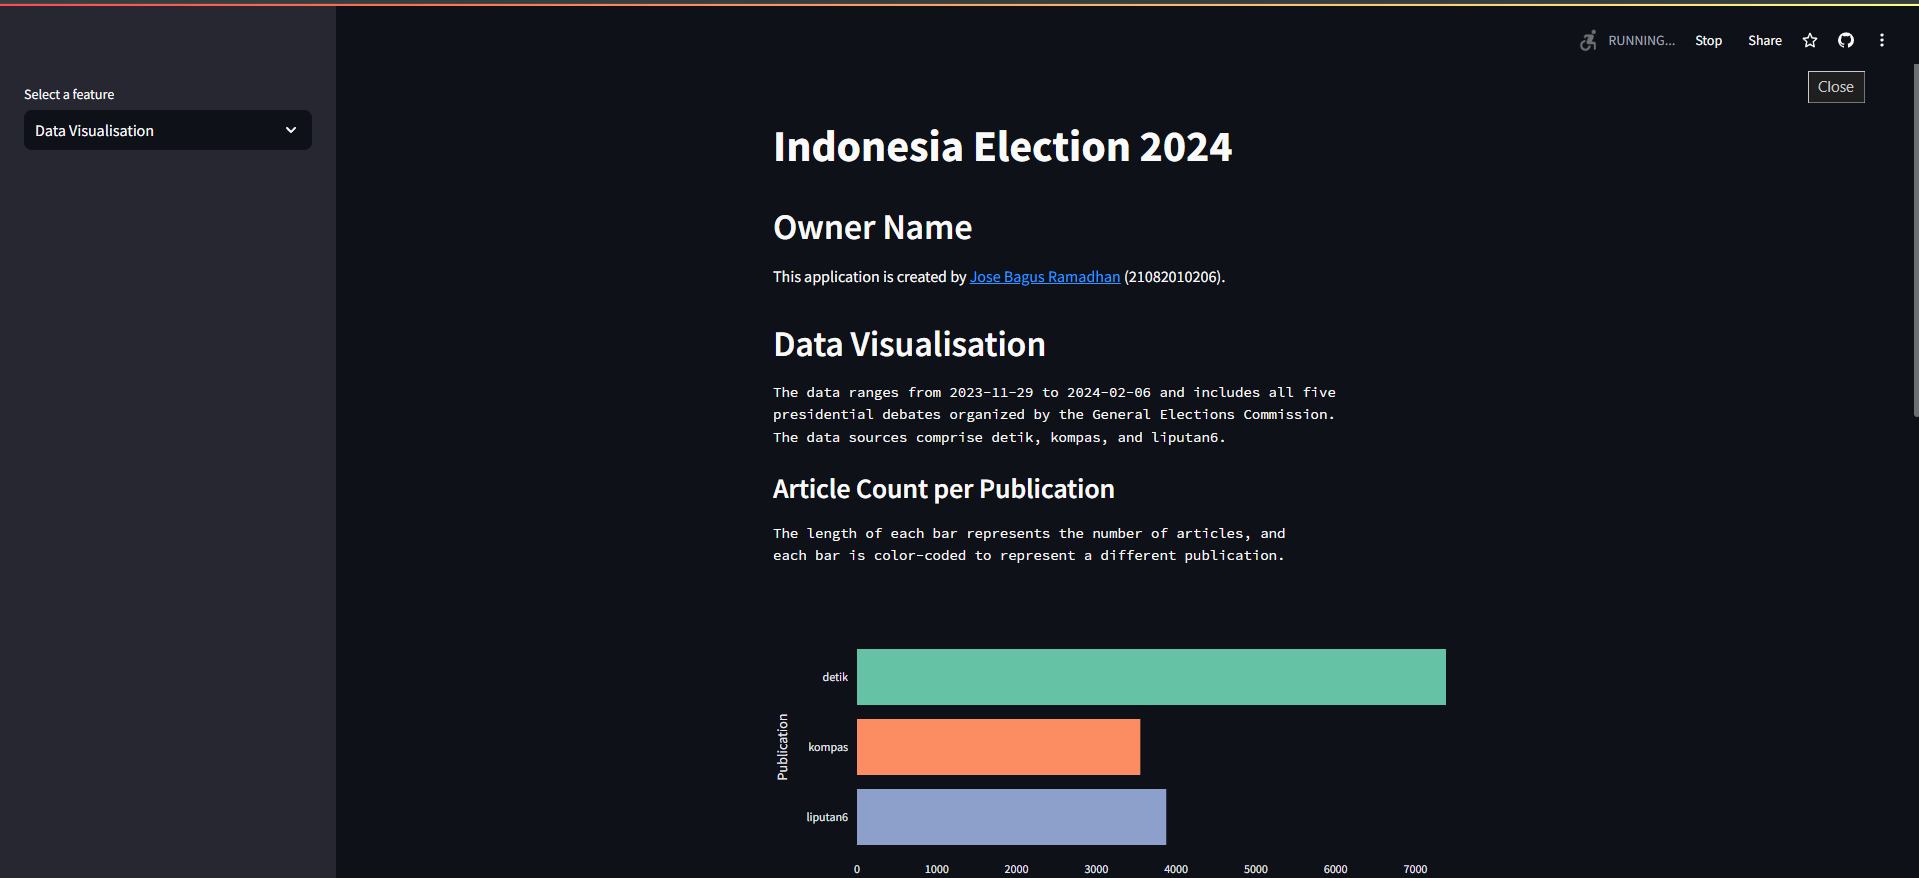 RUNNING...
Stop
Share
Close
Select a feature
Data Visualisation
Indonesia Election 2024
Owner Name
This application is created by Jose Bagus Ramadhan (21082010206).
Data Visualisation
The data ranges from 2023-11-29 to 2024-02-06 and includes all five
presidential debates organized by the General Elections Commission.
The data sources comprise detik, kompas, and liputan6.
Article Count per Publication
The length of each bar represents the number of articles, and
each bar is color-coded to represent a different publication.
Publication
detik
kompas
liputan6
0 1000 2000 3000 4000 5000 6000 7000